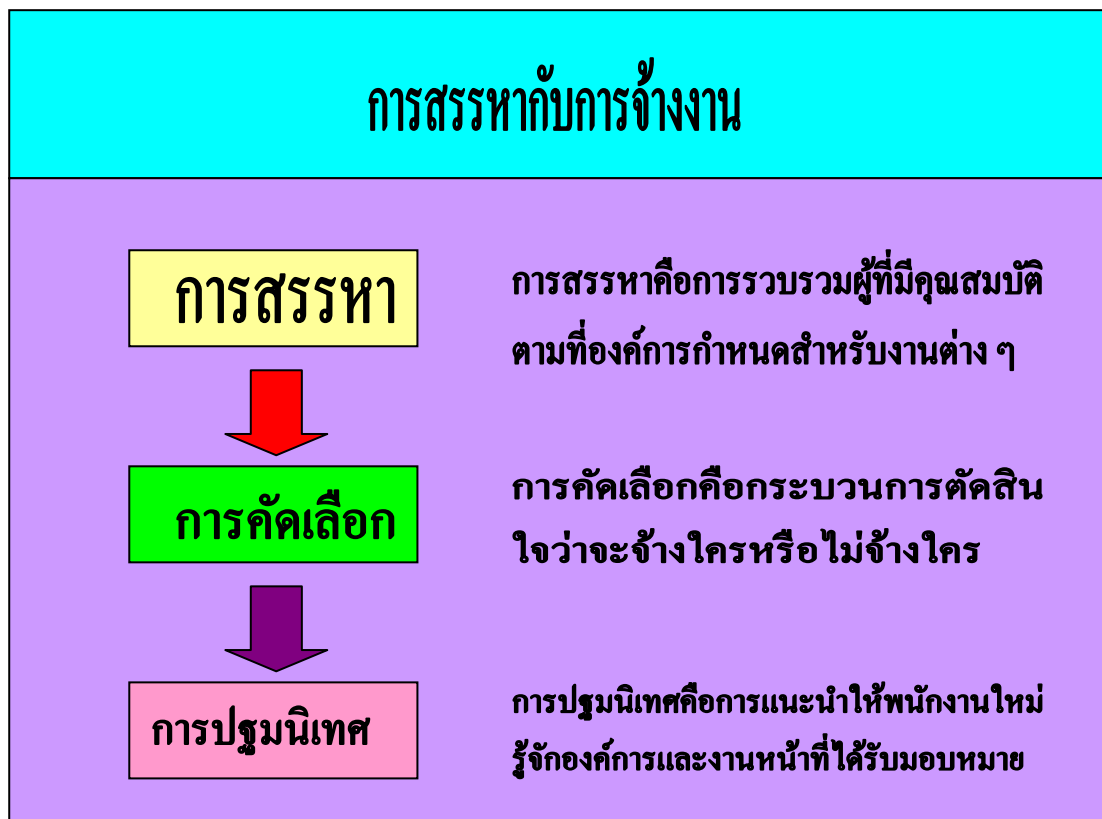 การสรรหากับการจ้างงาน
การสรรหา
การสรรหาคือการรวบรวมผู้ที่มีคุณสมบัติ
ตามที่องค์การกำหนดสำหรับงานต่าง ๆ
การคัดเลือก
การคัดเลือกคือกระบวนการตัดสิน
ใจว่าจะจ้างใครหรือไม่จ้างใคร
การปฐมนิเทศ
การปฐมนิเทศคือการแนะนำให้พนักงานใหม่
รู้จักองค์การและงานหน้าที่ได้รับมอบหมาย